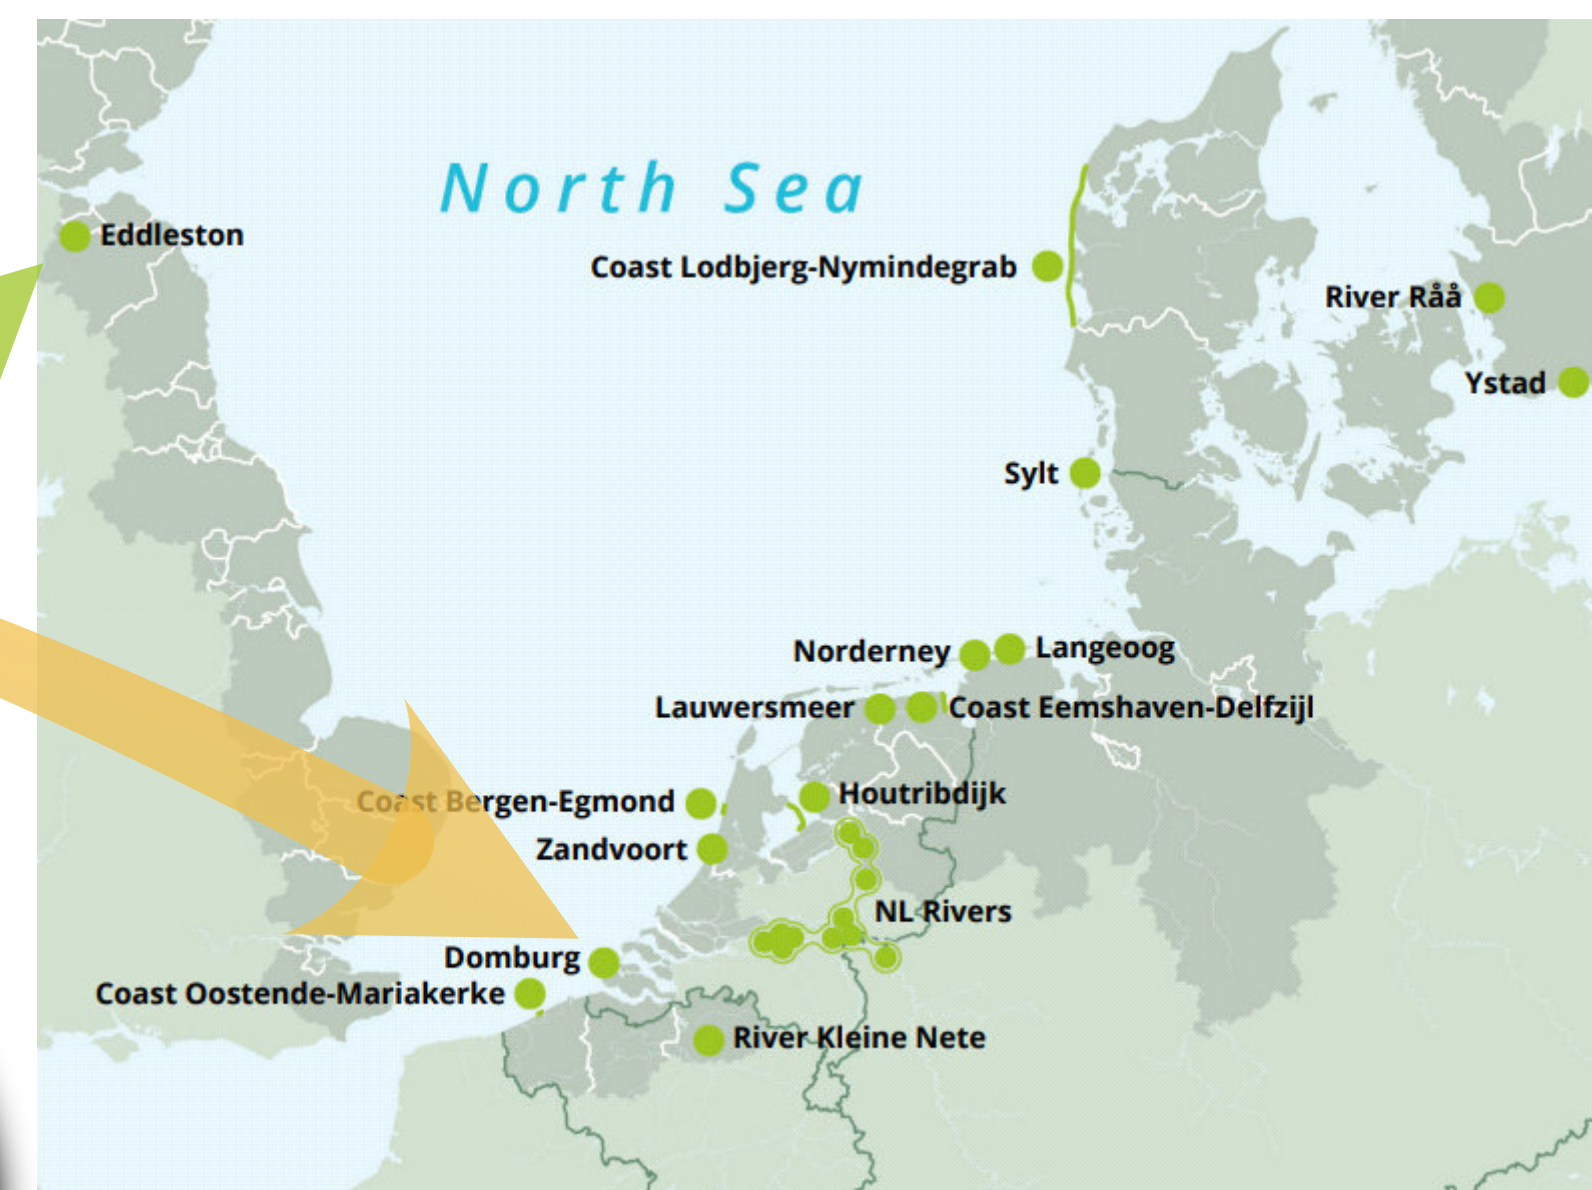 North Sea
Eddleston
Coast Lodbjerg-Nymindegrab
River Råå
Ystad
Sylt
Norderney
Langeoog
Lauwersmeer
Coast Eemshaven-Delfzijl
Coast Bergen-Egmond
Houtribdijk
Zandvoort
NL Rivers
Domburg
Coast Oostende-Mariakerke
River Kleine Nete